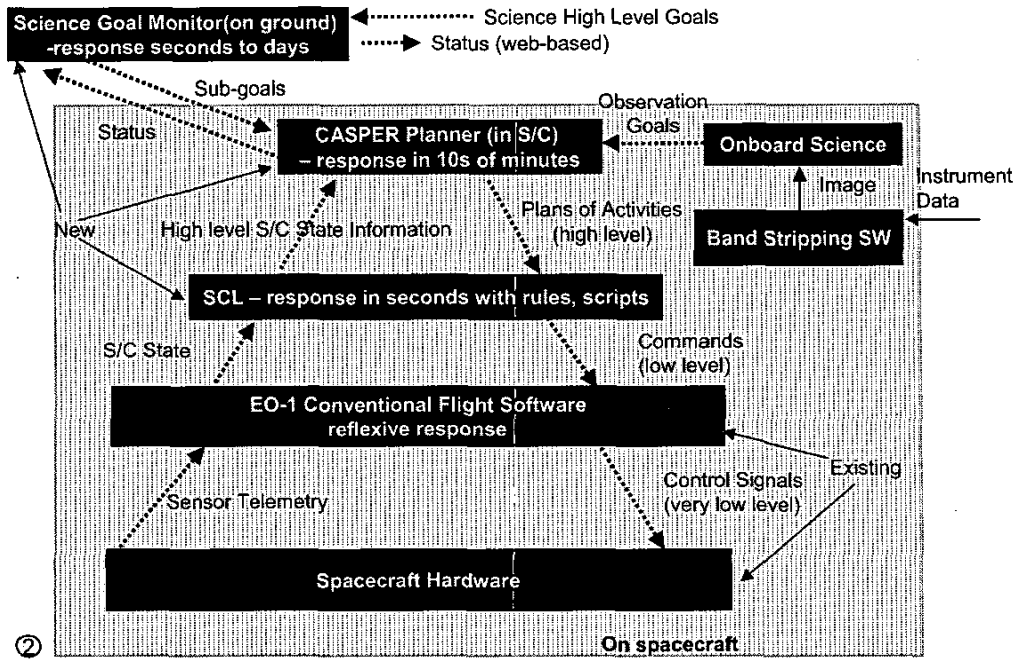 Science Goal Monitor(on ground)
-response seconds to days
Science High Level Goals
Status (web-based)
Sub-goals
Status
Observation
Goals
CASPER Planner (in S/C)
– response in 10s of minutes
Onboard Science
Image
Instrument
Data
Band Stripping SW
New
High level S/C State Information
Plans of Activities
(high level)
SCL – response in seconds with rules, scripts
S/C State
Commands
(low level)
EO-1 Conventional Flight Software
reflexive response
Existing
Sensor Telemetry
Control Signals
(very low level)
Spacecraft Hardware
②
On spacecraft